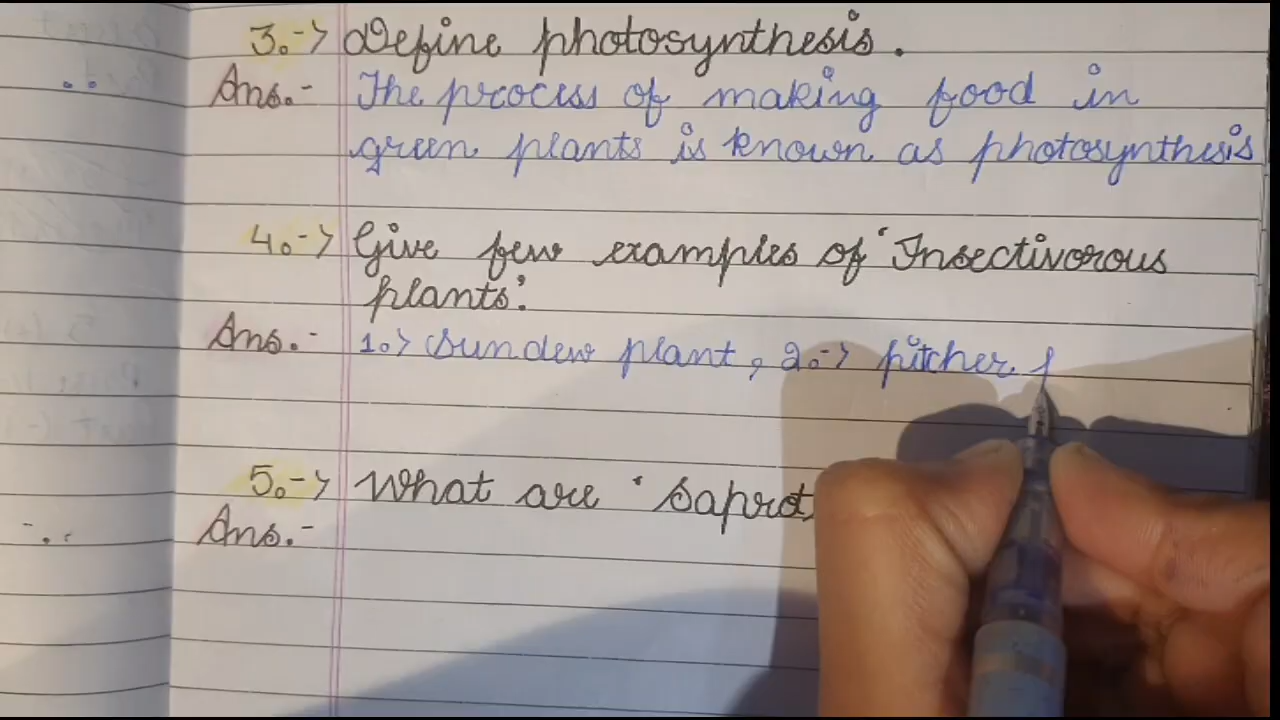 3.-> Define photosynthesis.
Ans.- The process of making food in
green plants is known as photosynthesis
4.-> Give few examples of 'Insectivorous
plants'.
Ans.- 1.> Sundew plant, 2.-> pitcher p
5.-> What are 'Saprot
Ans.-